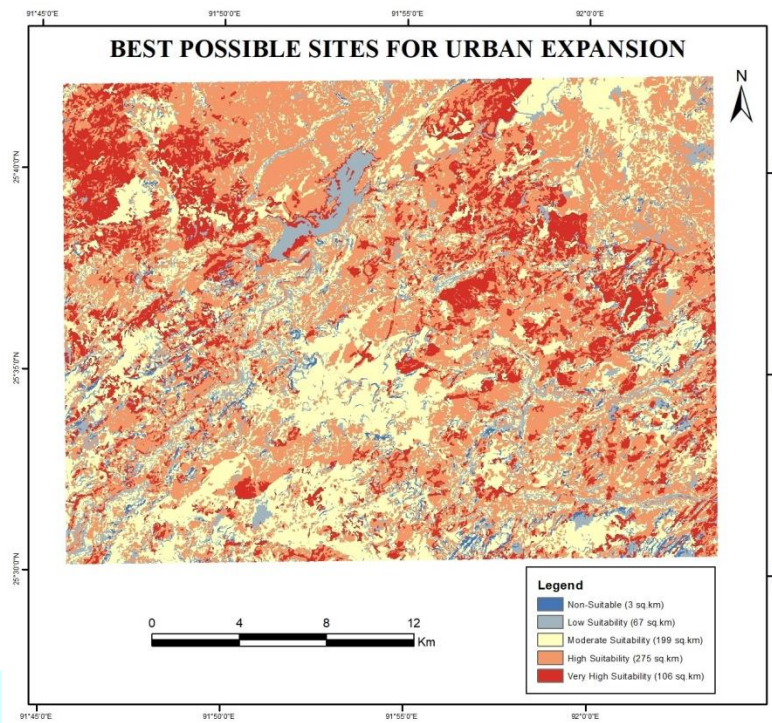 91°45'0"E 91°50'0"E 91°55'0"E 92°0'0"E
BEST POSSIBLE SITES FOR URBAN EXPANSION
N
25°40'0"N
25°35'0"N
25°30'0"N
Legend
Non-Suitable (3 sq.km)
Low Suitability (67 sq.km)
Moderate Suitability (199 sq.km)
High Suitability (275 sq.km)
Very High Suitability (106 sq.km)
0 4 8 12
Km
91°45'0"E 91°50'0"E 91°55'0"E 92°0'0"E